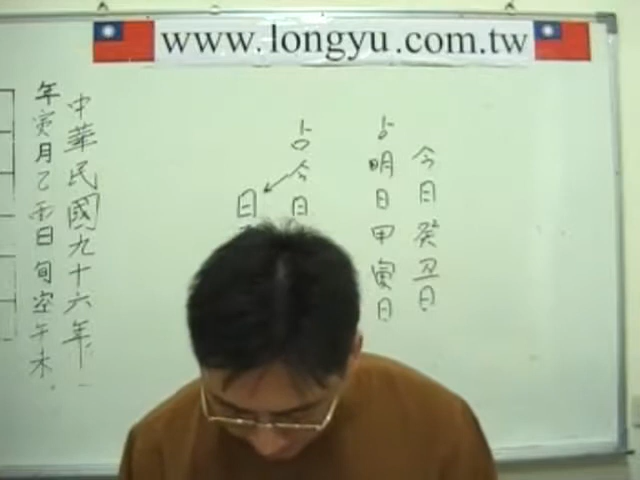 www.longyu.com.tw
今日癸丑日
占明日甲寅日
占今日
日
中華民國九十六年
年寅月乙酉日旬空午未